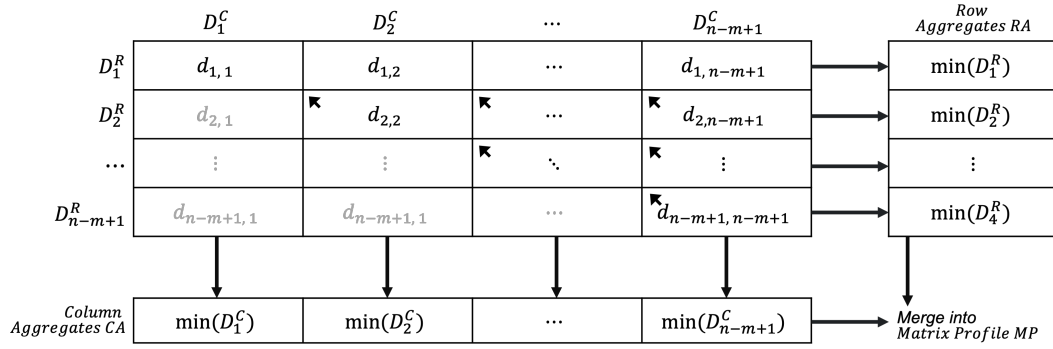 D_1^C D_2^C ⋯ D_{n-m+1}^C Row
Aggregates RA
D_1^R d_{1,1} d_{1,2} ⋯ d_{1,n-m+1} min(D_1^R)
D_2^R d_{2,1} d_{2,2} ⋯ d_{2,n-m+1} min(D_2^R)
⋯ ⋮ ⋮ ⋱ ⋮ ⋮
D_{n-m+1}^R d_{n-m+1,1} d_{n-m+1,1} ⋯ d_{n-m+1,n-m+1} min(D_4^R)
Column
Aggregates CA
min(D_1^C) min(D_2^C) ⋯ min(D_{n-m+1}^C)
Merge into
Matrix Profile MP